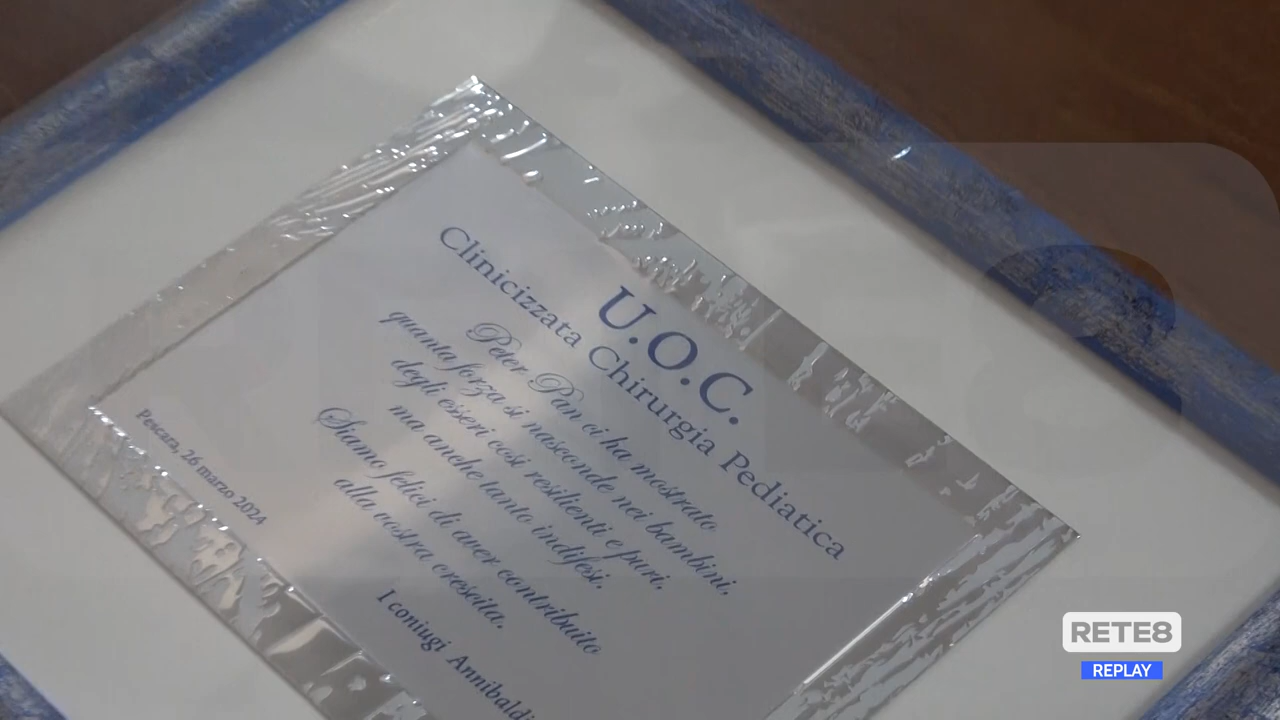 U.O.C.
Clinicizzata Chirurgia Pediatica
Peter Pan ci ha mostrato
quanta forza si nasconde nei bambini,
degli esseri così resilienti e puri,
ma anche tanto indifesi.
Siamo felici di aver contribuito
alla vostra crescita.
I coniugi Annibaldi
Pescara, 26 marzo 2024
RETE8
REPLAY